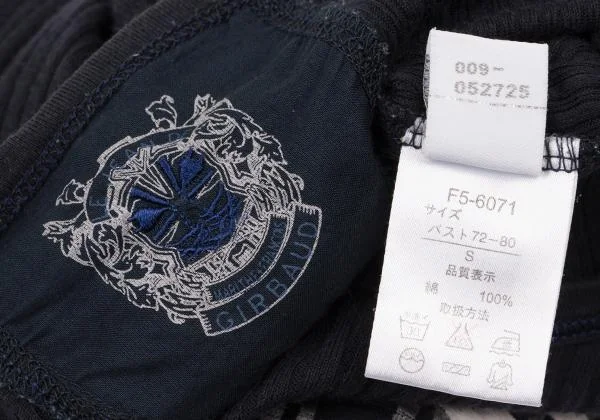 GIRBAUD
009-
052725
F5-6071
サイズ
バスト72-80
S
品質表示
綿 100%
取扱方法